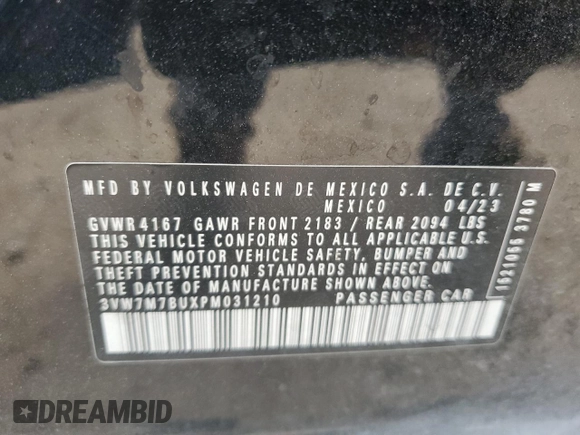 MFD BY VOLKSWAGEN DE MEXICO S.A. DE C.V.
MEXICO 04/23
GVWR 4167 GAWR FRONT 2183 / REAR 2094 LBS
THIS VEHICLE CONFORMS TO ALL APPLICABLE U.S.
FEDERAL MOTOR VEHICLE SAFETY, BUMPER AND
THEFT PREVENTION STANDARDS IN EFFECT ON
THE DATE OF MANUFACTURE SHOWN ABOVE.
3VW7M7BUXPM031210 PASSENGER CAR
1521055 3780 M
DREAMBID